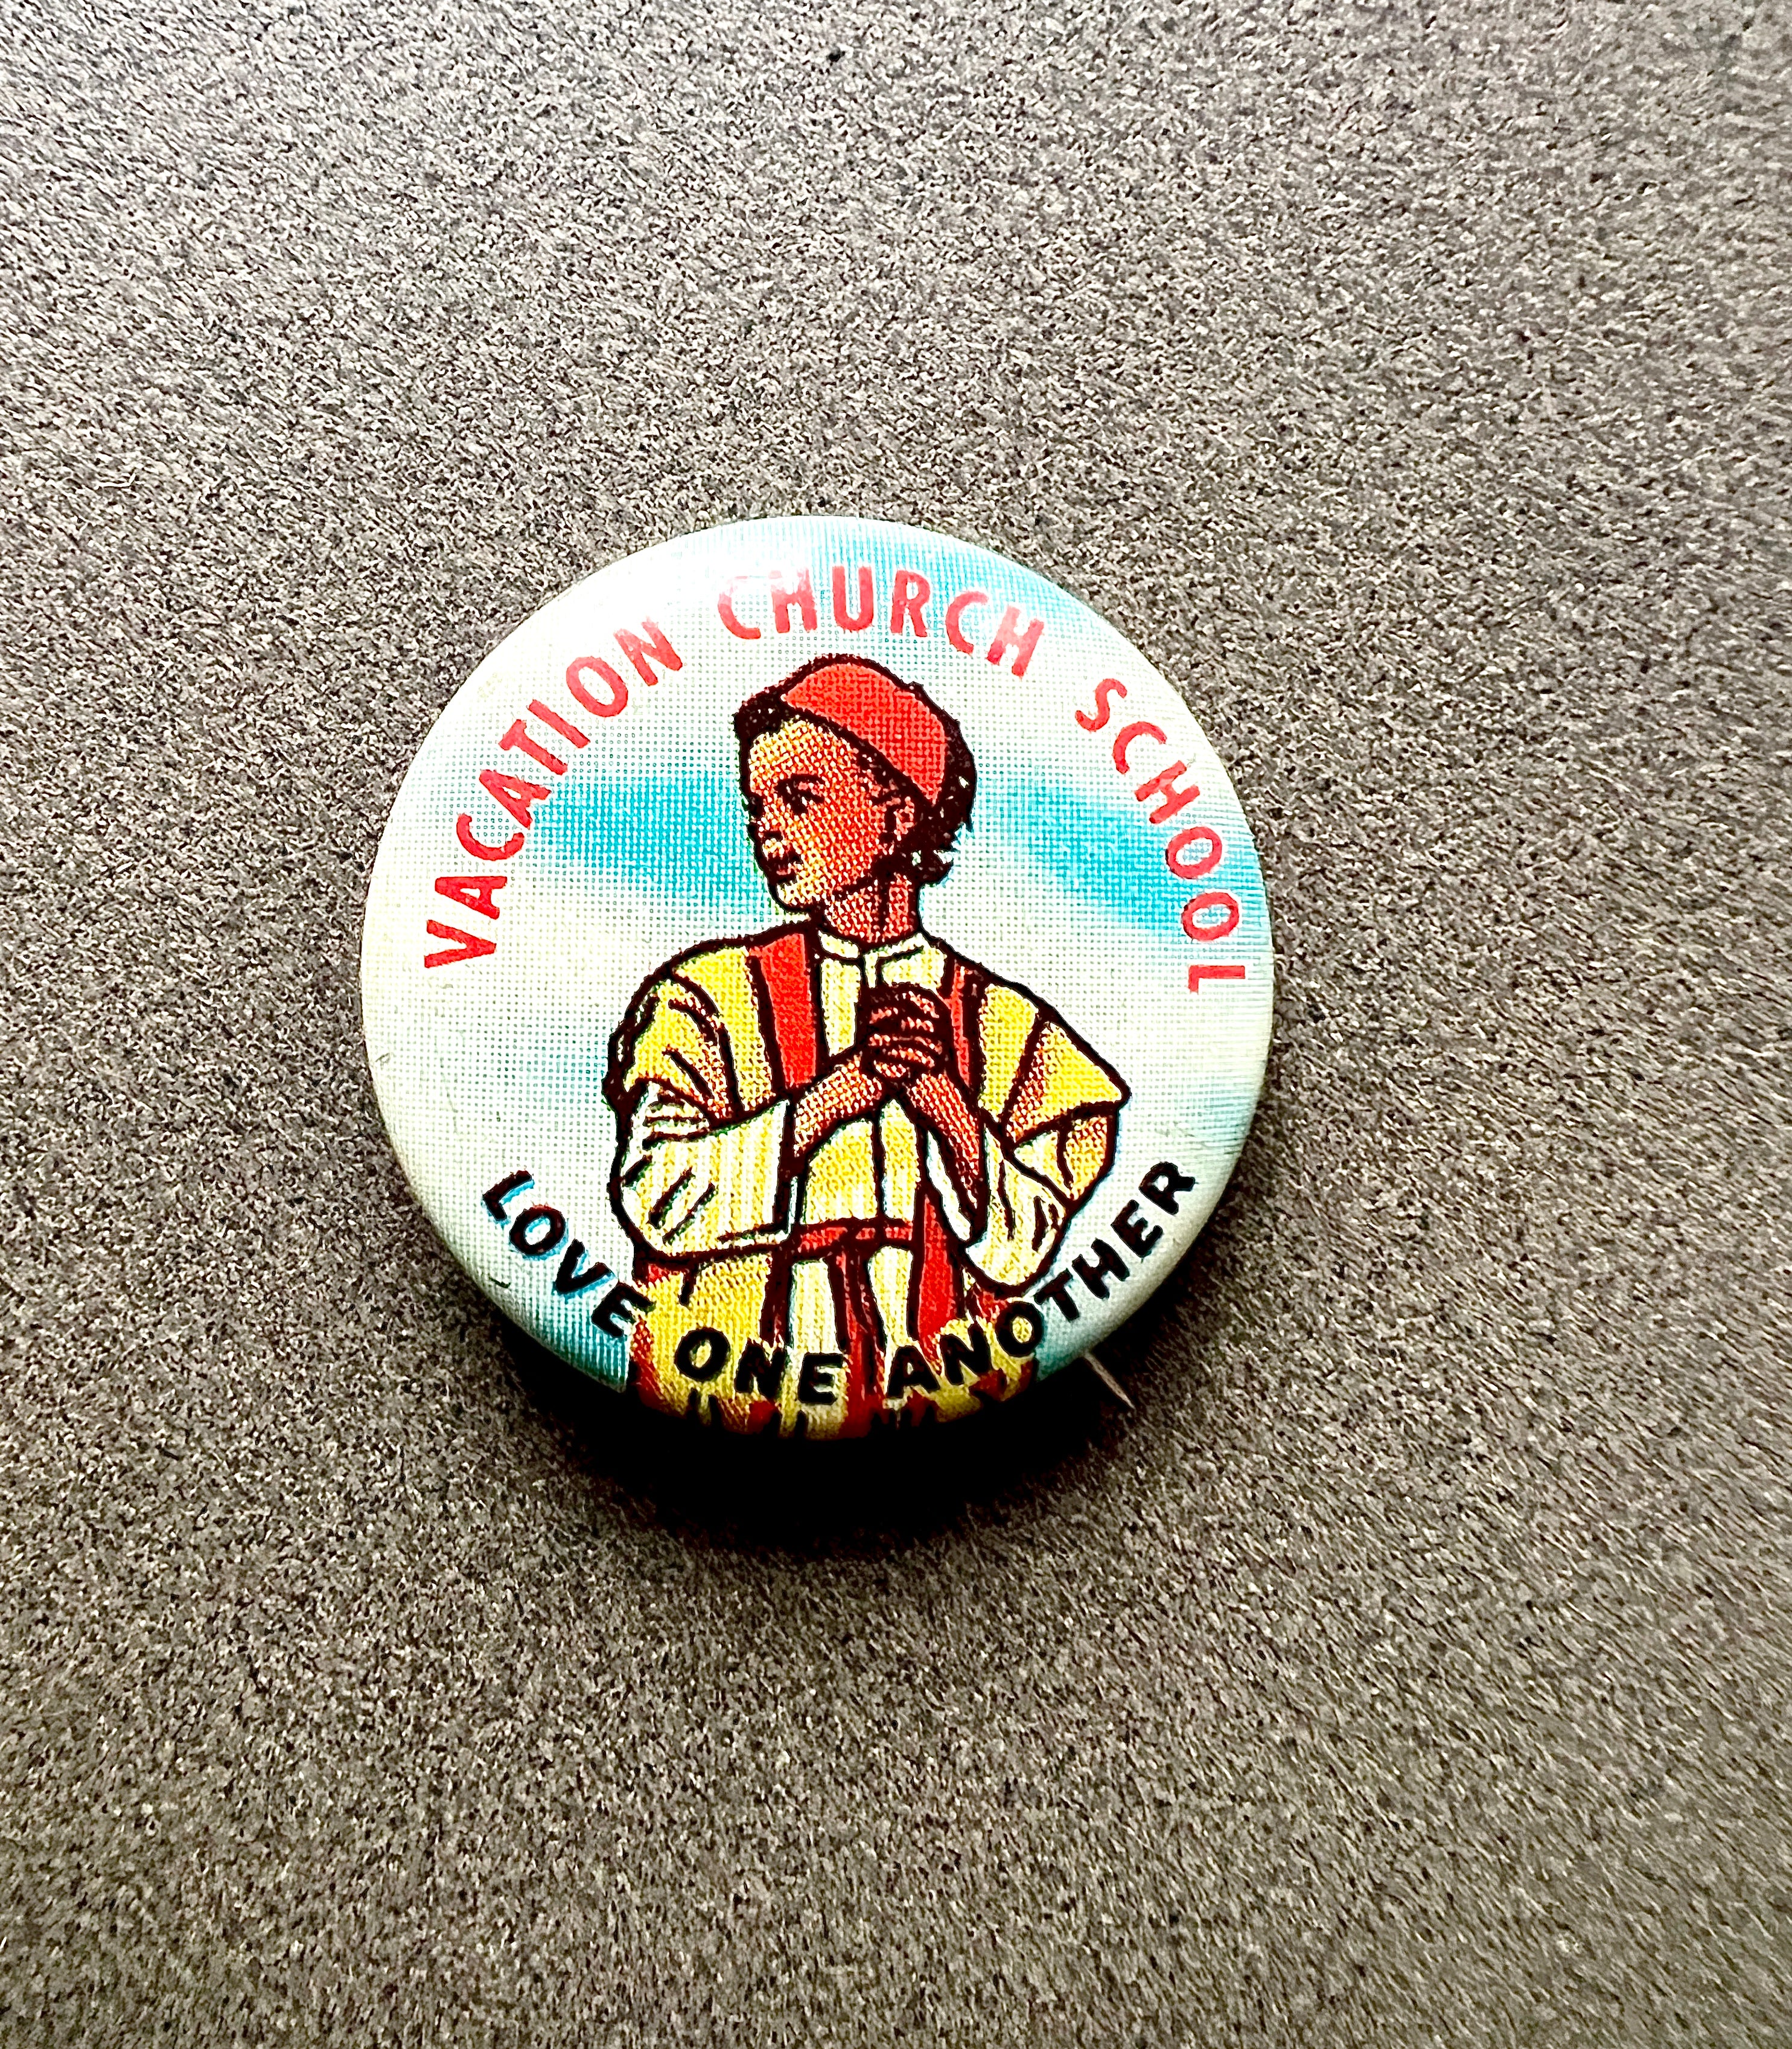 VACATION CHURCH SCHOOL
LOVE ONE ANOTHER